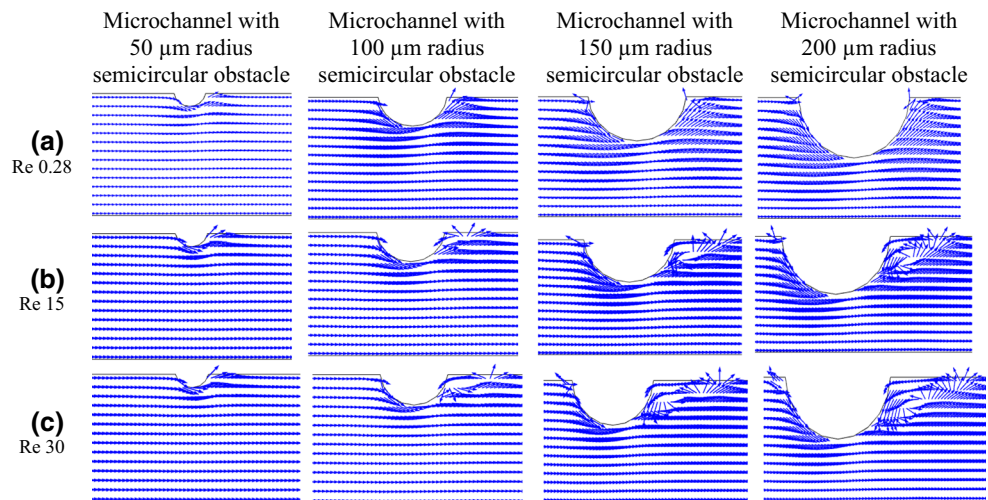 Microchannel with
50 µm radius
semicircular obstacle
Microchannel with
100 µm radius
semicircular obstacle
Microchannel with
150 µm radius
semicircular obstacle
Microchannel with
200 µm radius
semicircular obstacle
(a)
Re 0.28
(b)
Re 15
(c)
Re 30